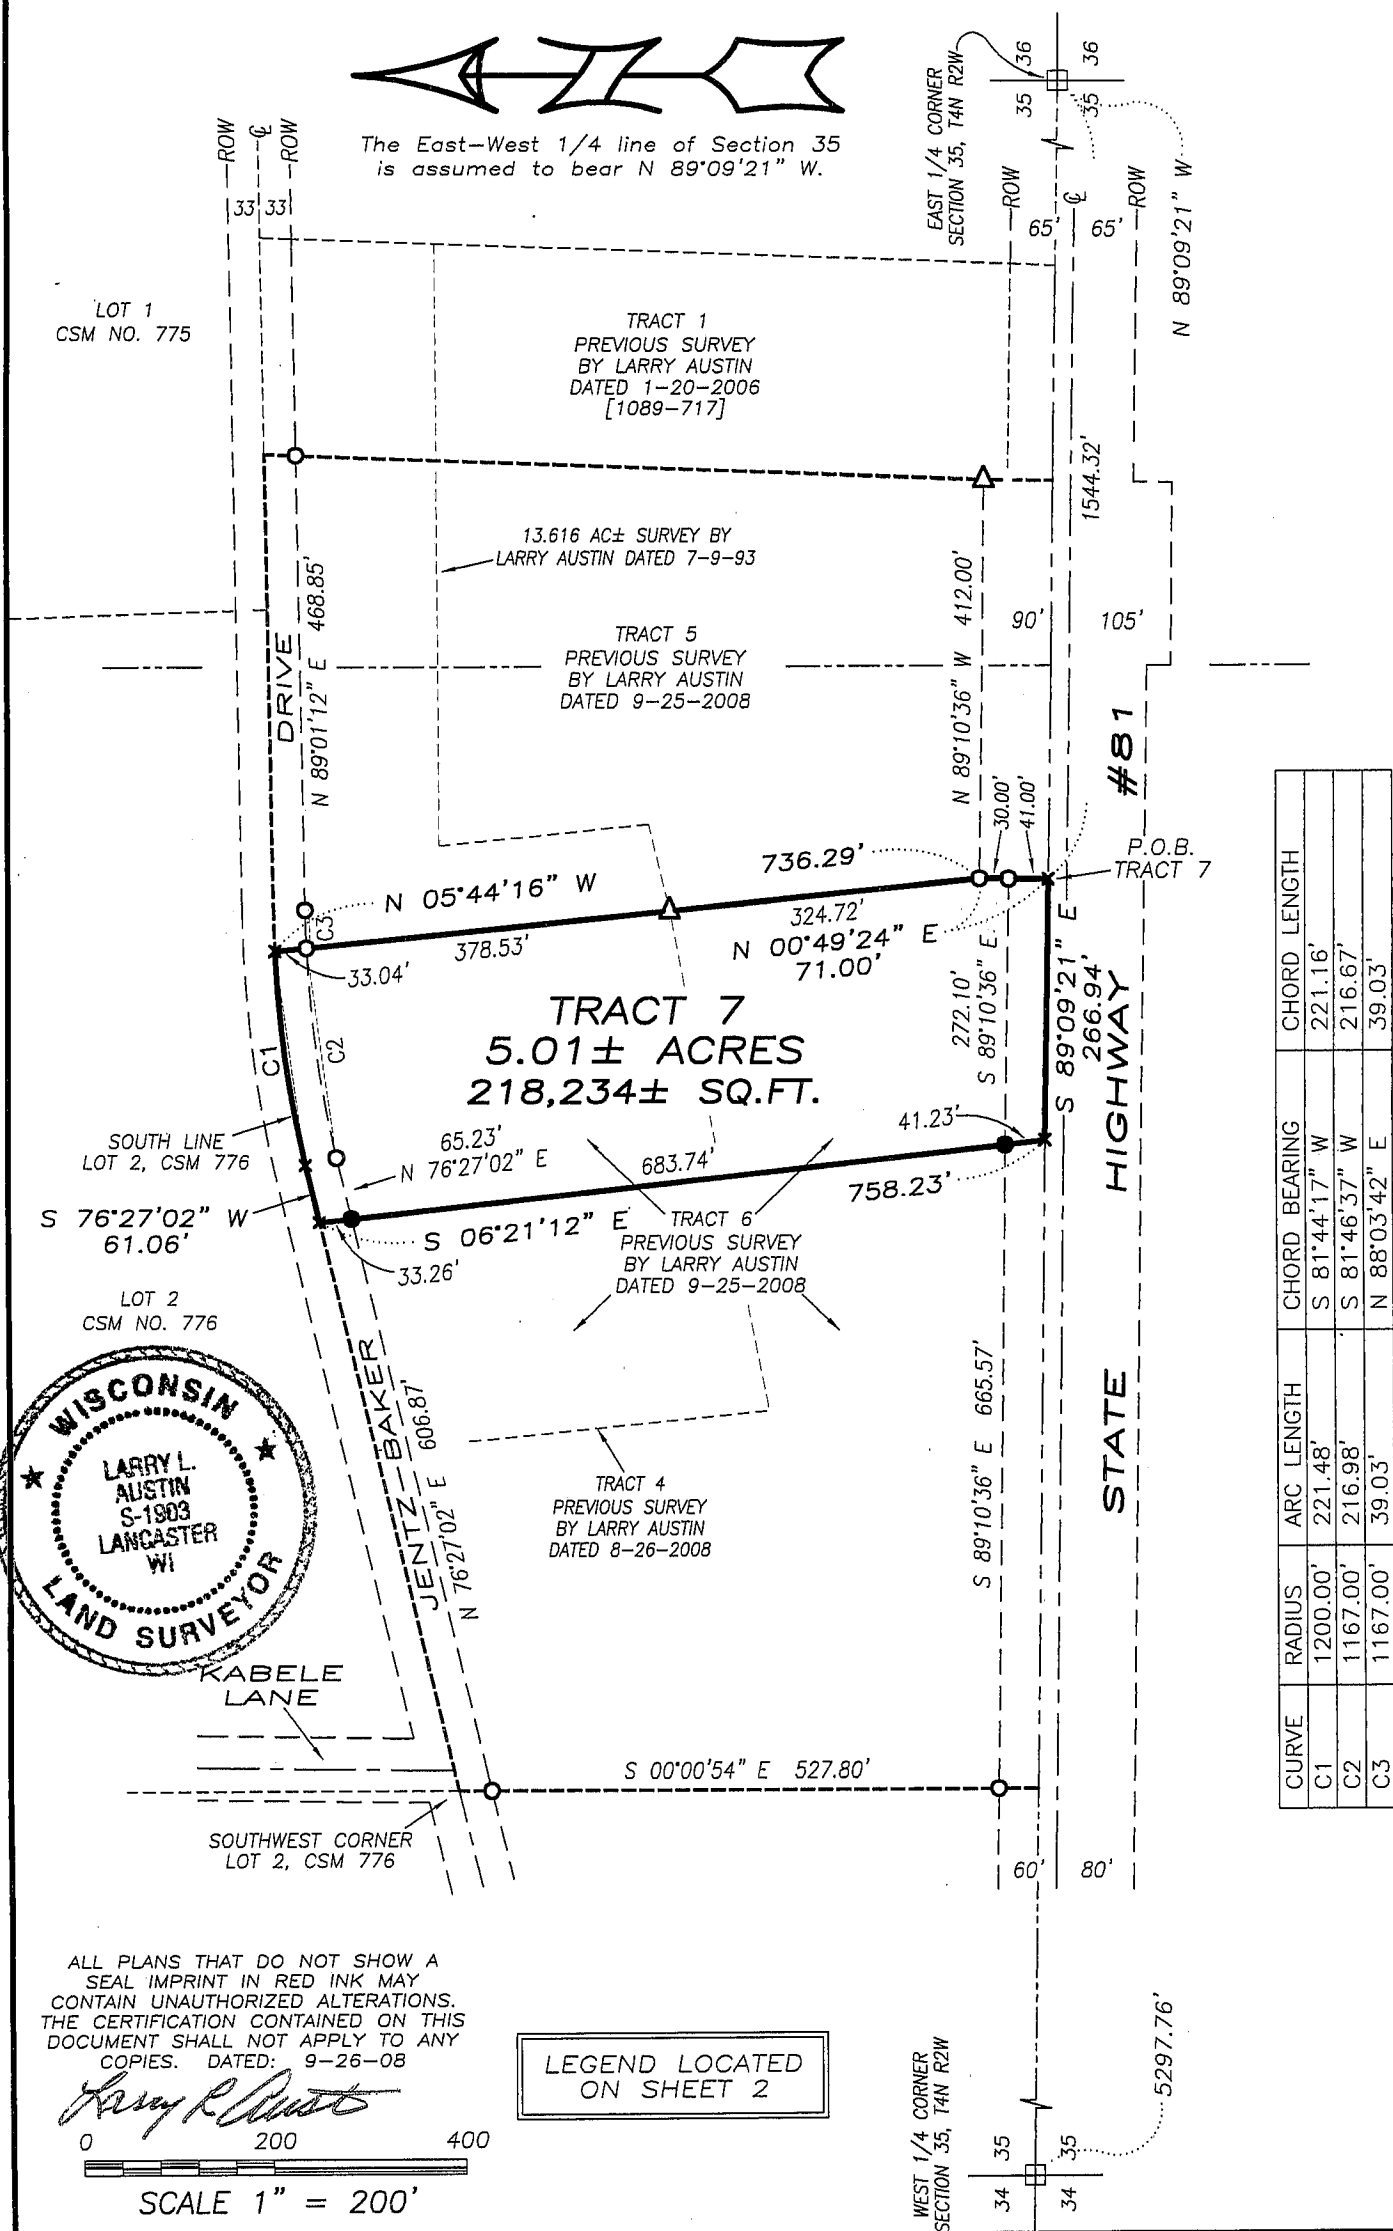 The East-West 1/4 line of Section 35
is assumed to bear N 89°09'21" W.
EAST 1/4 CORNER
SECTION 35, T4N R2W
36
36
35
35
N 89°09'21" W
ROW
℄
ROW
33'
33'
ROW
℄
ROW
65'
65'
LOT 1
CSM NO. 775
TRACT 1
PREVIOUS SURVEY
BY LARRY AUSTIN
DATED 1-20-2006
[1089-717]
1544.32'
13.616 AC± SURVEY BY
LARRY AUSTIN DATED 7-9-93
TRACT 5
PREVIOUS SURVEY
BY LARRY AUSTIN
DATED 9-25-2008
DRIVE
N 89°01'12" E 468.85'
N 89°10'36" W 412.00'
90'
105'
#81
30.00'
41.00'
P.O.B.
TRACT 7
736.29'
N 05°44'16" W
324.72'
378.53'
N 00°49'24" E
71.00'
C3
33.04'
C2
C1
TRACT 7
5.01± ACRES
218,234± SQ.FT.
272.10'
S 89°10'36" E
S 89°09'21" E
266.94'
HIGHWAY
SOUTH LINE
LOT 2, CSM 776
65.23'
N 76°27'02" E
41.23'
683.74'
758.23'
S 76°27'02" W
61.06'
S 06°21'12" E
33.26'
TRACT 6
PREVIOUS SURVEY
BY LARRY AUSTIN
DATED 9-25-2008
LOT 2
CSM NO. 776
WISCONSIN
LARRY L.
AUSTIN
S-1903
LANCASTER
WI
LAND SURVEYOR
JENTZ-BAKER
N 76°27'02" E 606.87'
S 89°10'36" E 665.57'
STATE
TRACT 4
PREVIOUS SURVEY
BY LARRY AUSTIN
DATED 8-26-2008
KABELE
LANE
S 00°00'54" E 527.80'
SOUTHWEST CORNER
LOT 2, CSM 776
60'
80'
CURVE RADIUS ARC LENGTH CHORD BEARING CHORD LENGTH
C1 1200.00' 221.48' S 81°44'17" W 221.16'
C2 1167.00' 216.98' S 81°46'37" W 216.67'
C3 1167.00' 39.03' N 88°03'42" E 39.03'
ALL PLANS THAT DO NOT SHOW A
SEAL IMPRINT IN RED INK MAY
CONTAIN UNAUTHORIZED ALTERATIONS.
THE CERTIFICATION CONTAINED ON THIS
DOCUMENT SHALL NOT APPLY TO ANY
COPIES. DATED: 9-26-08
Larry L Austin
0 200 400
SCALE 1" = 200'
LEGEND LOCATED
ON SHEET 2
WEST 1/4 CORNER
SECTION 35, T4N R2W
35
35
34
34
5297.76'